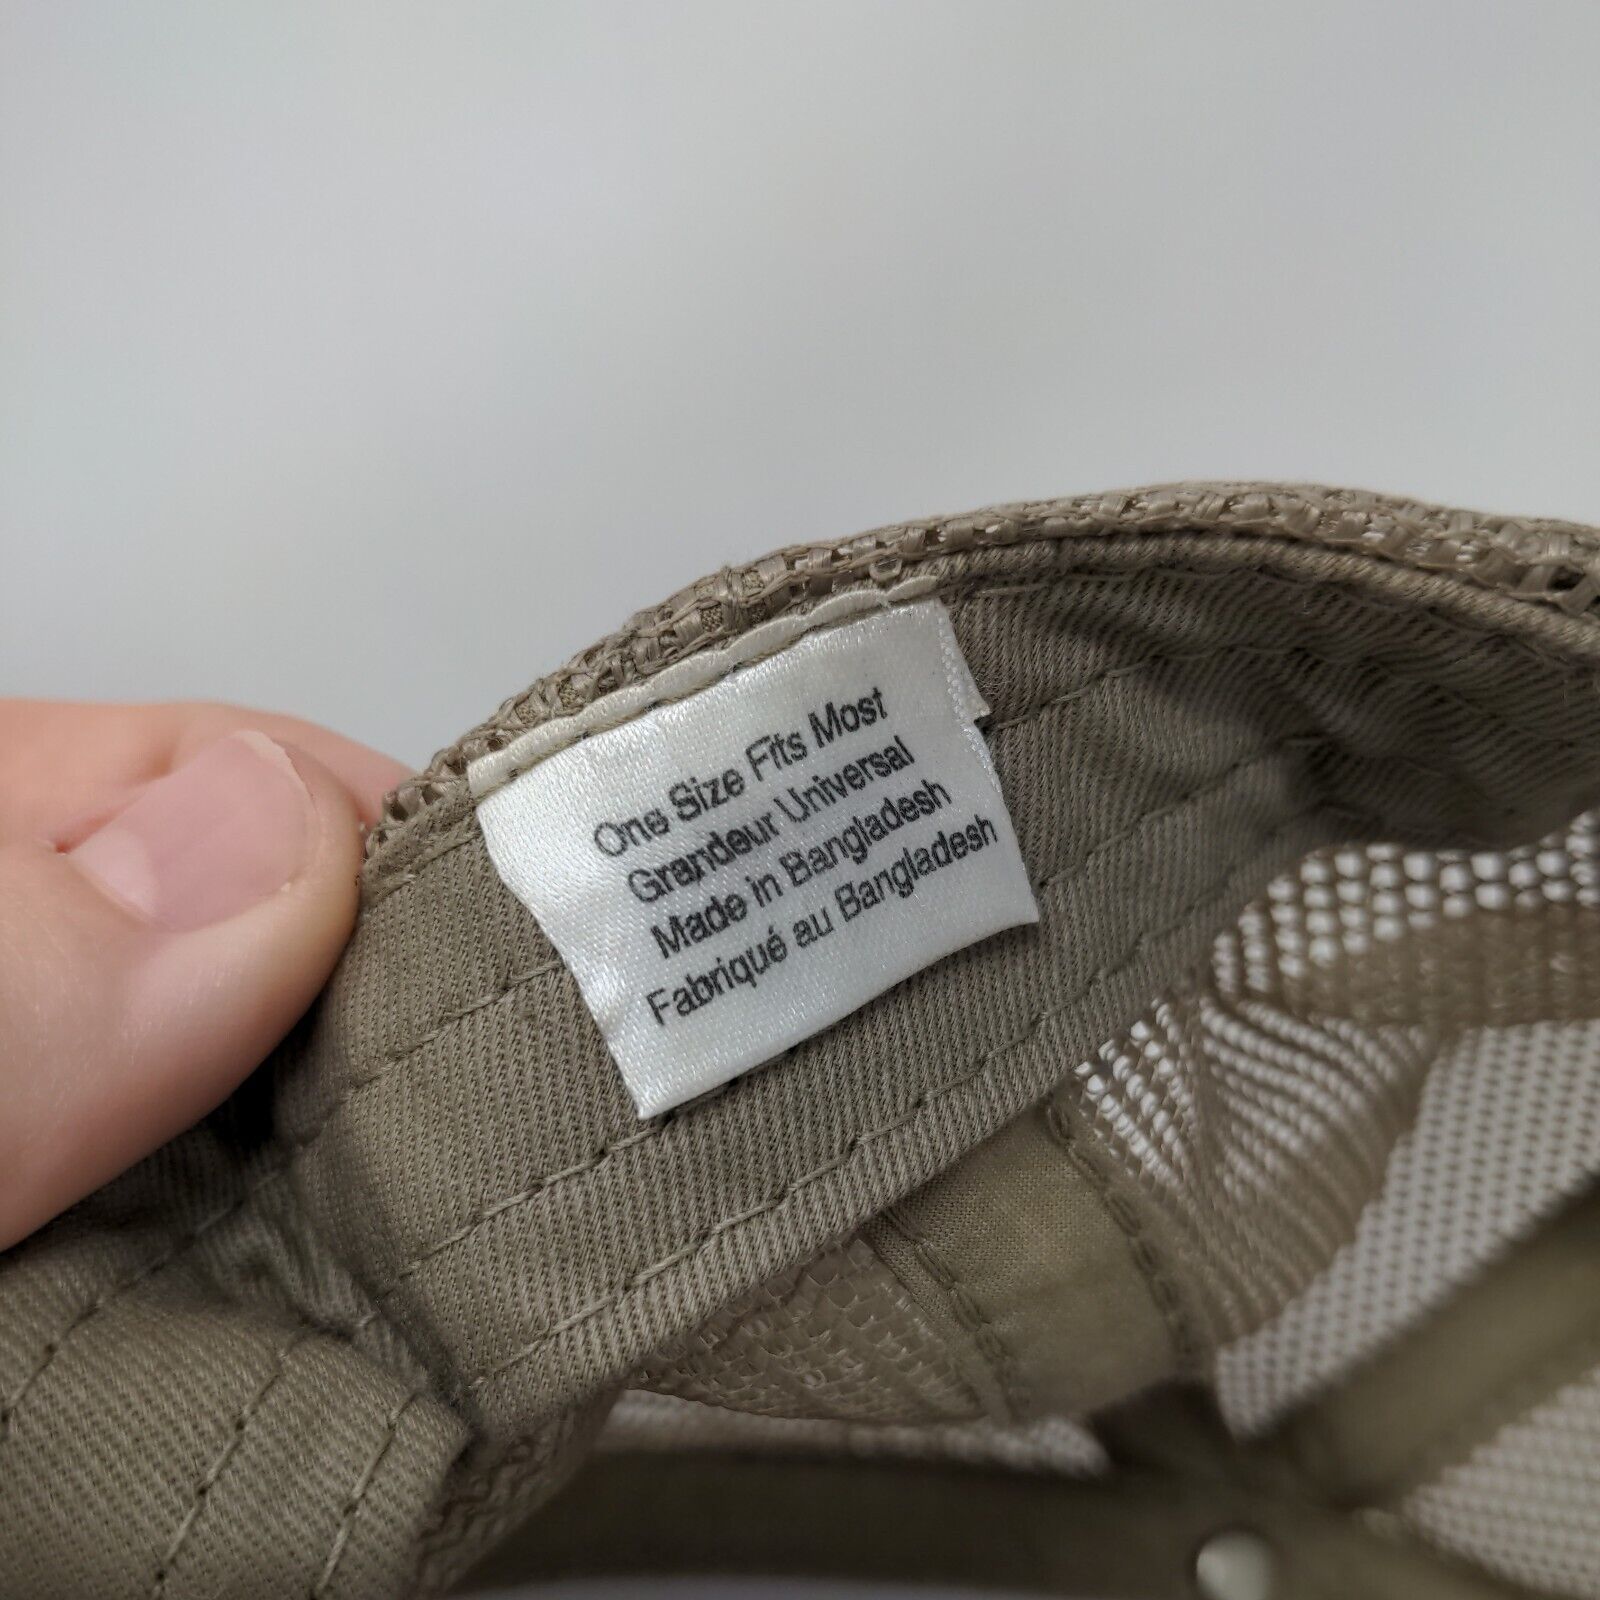 One Size Fits Most
Grandeur Universal
Made in Bangladesh
Fabriqué au Bangladesh